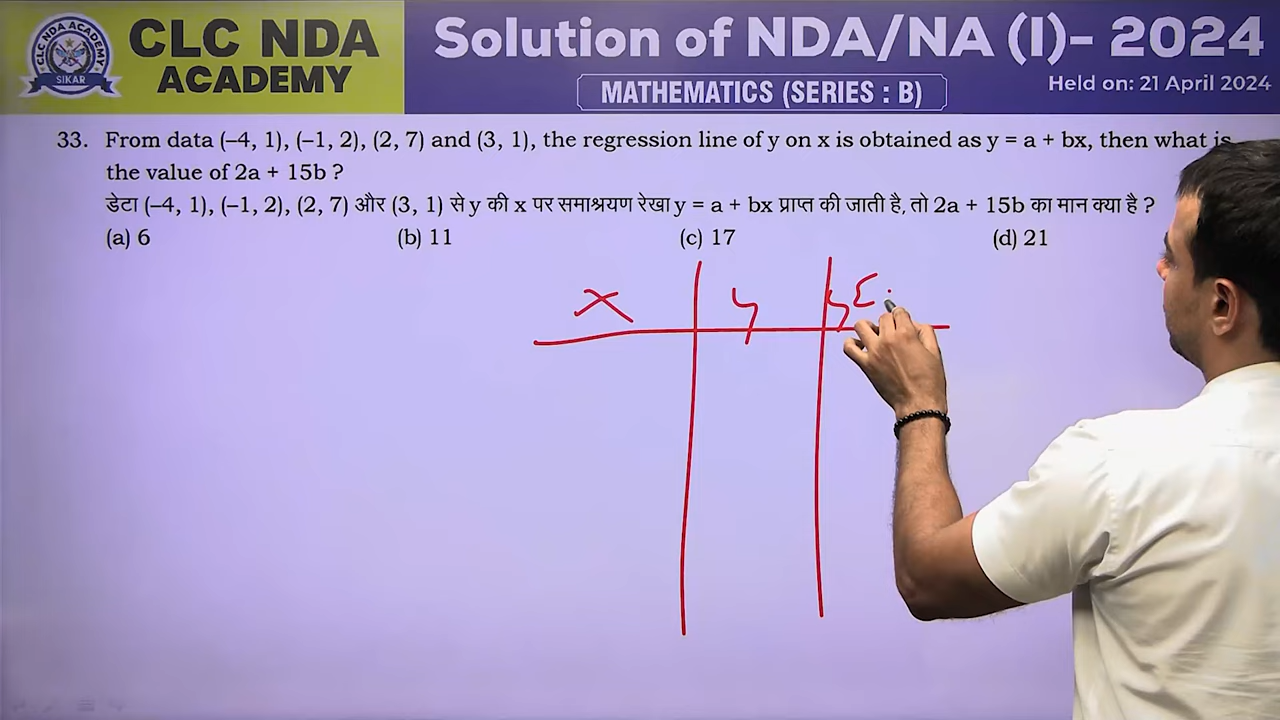 CLC NDA ACADEMY
SIKAR
CLC NDA
ACADEMY
Solution of NDA/NA (I)- 2024
MATHEMATICS (SERIES : B)
Held on: 21 April 2024
33. From data (–4, 1), (–1, 2), (2, 7) and (3, 1), the regression line of y on x is obtained as y = a + bx, then what is
the value of 2a + 15b ?
डेटा (–4, 1), (–1, 2), (2, 7) और (3, 1) से y की x पर समाश्रयण रेखा y = a + bx प्राप्त की जाती है, तो 2a + 15b का मान क्या है ?
(a) 6 (b) 11 (c) 17 (d) 21
x y